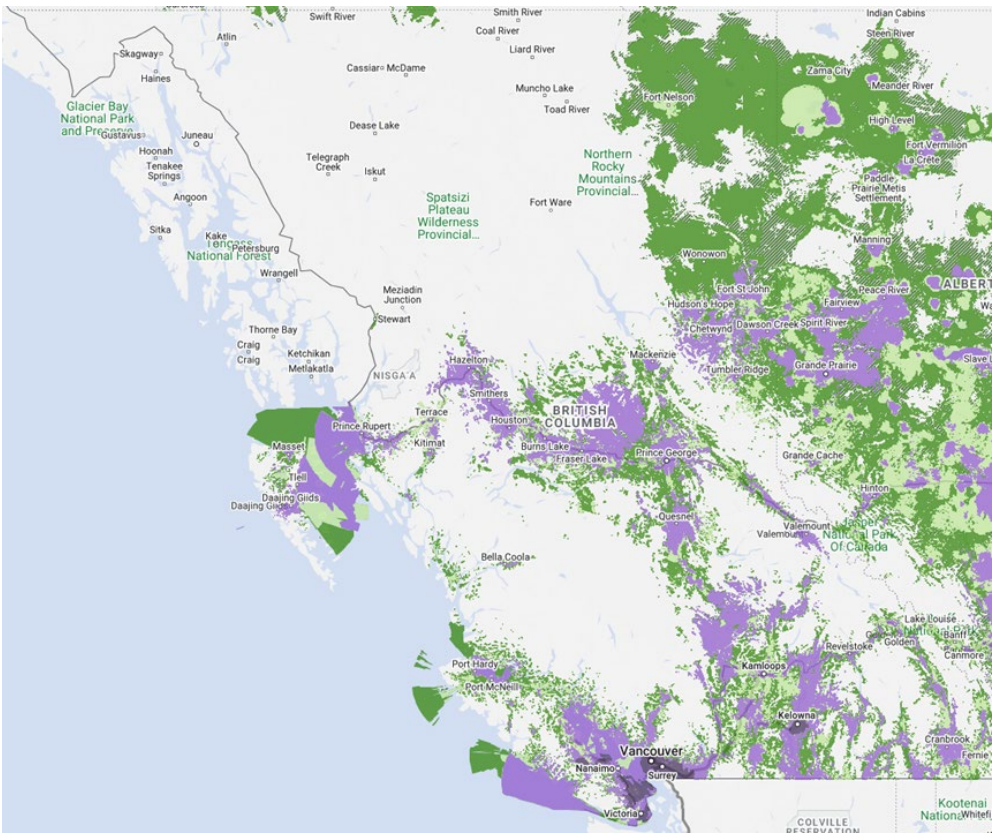 Swift River
Smith River
Indian Cabins
Atlin
Coal River
Steen River
Skagway
Liard River
Haines
Cassiar
McDame
Zama City
Muncho Lake
Meander River
Glacier Bay
National Park
and Preserve
Fort Nelson
Toad River
Gustavus
Juneau
Dease Lake
High Level
Hoonah
Fort Vermilion
Tenakee
Springs
Telegraph
Creek
Iskut
Northern
Rocky
Mountains
Provincial...
La Crête
Paddle
Prairie Metis
Settlement
Angoon
Spatsizi
Plateau
Wilderness
Provincial...
Fort Ware
Sitka
Kake
Tongass
National Forest
Petersburg
Manning
Wonowon
Wrangell
Meziadin
Junction
Fort St John
Peace River
ALBERT
Hudson's Hope
Fairview
Stewart
Thorne Bay
Chetwynd
Dawson Creek
Spirit River
Craig
Craig
Ketchikan
Metlakatla
NISGA'A
Hazelton
Mackenzie
Tumbler Ridge
Grande Prairie
Slave L
Smithers
Terrace
BRITISH
COLUMBIA
Prince Rupert
Houston
Kitimat
Masset
Burns Lake
Fraser Lake
Prince George
Grande Cache
Tlell
Hinton
Daajing Giids
Daajing Giids
Quesnel
Valemount
Valemount
Jasper
National Park
Of Canada
Bella Coola
Lake Louise
Banff
Golden
Canmore
Revelstoke
Port Hardy
Kamloops
Port McNeill
Kelowna
Cranbrook
Vancouver
Fernie
Nanaimo
Surrey
Victoria
Kootenai
National
Whitefi
COLVILLE
RESERVATION